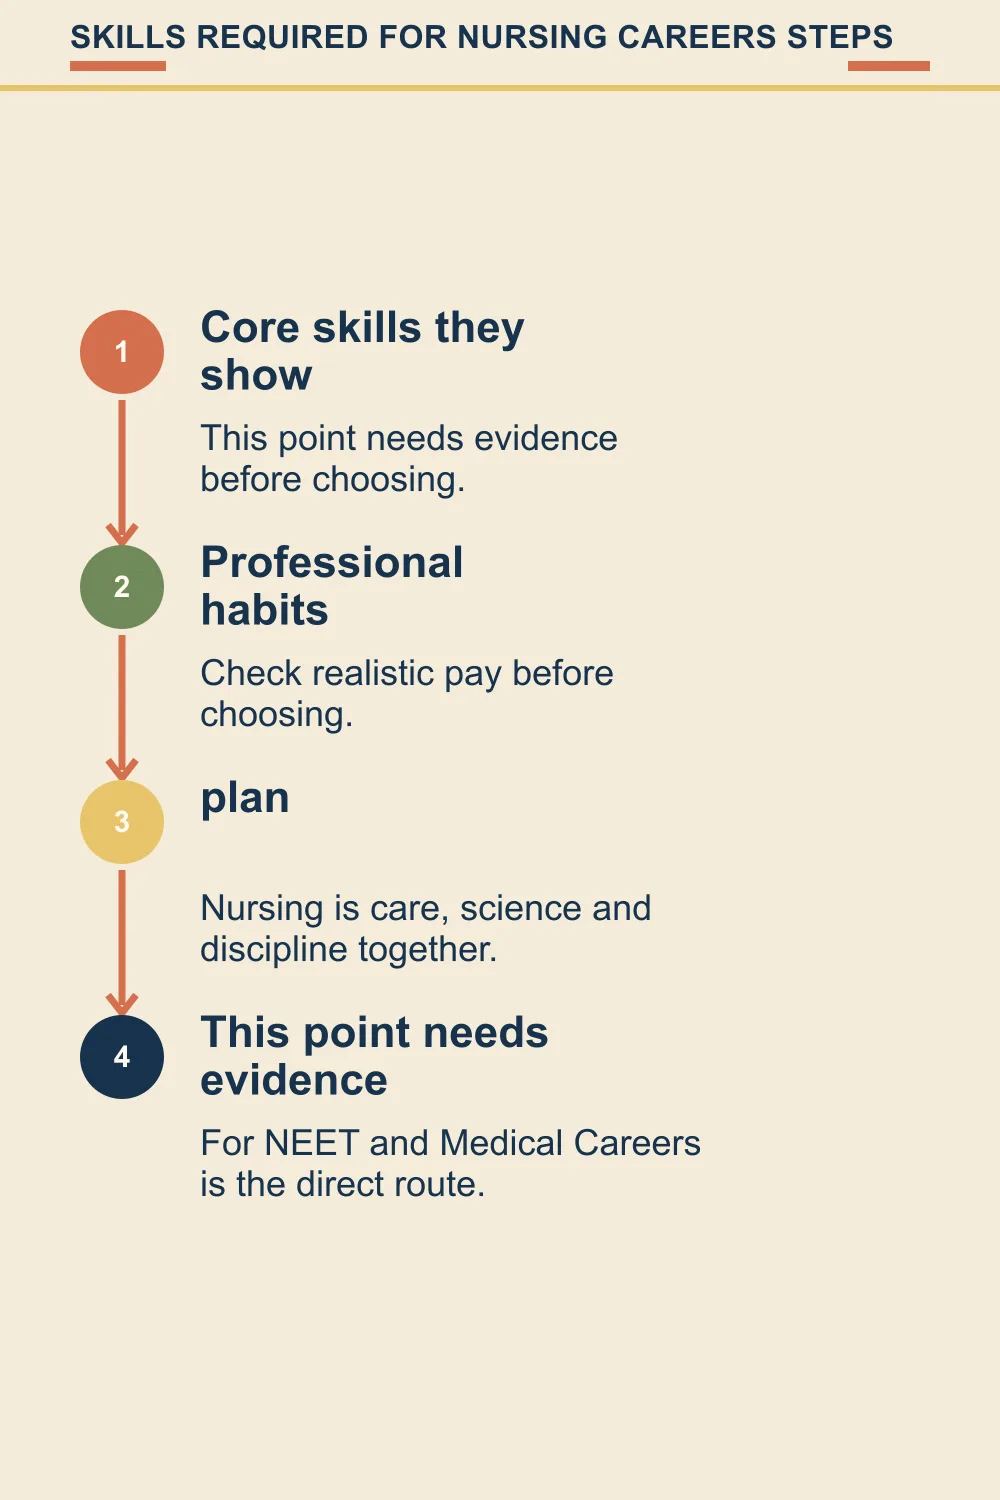 SKILLS REQUIRED FOR NURSING CAREERS STEPS
1
Core skills they
show
This point needs evidence
before choosing.
2
Professional
habits
Check realistic pay before
choosing.
3
plan
Nursing is care, science and
discipline together.
4
This point needs
evidence
For NEET and Medical Careers
is the direct route.